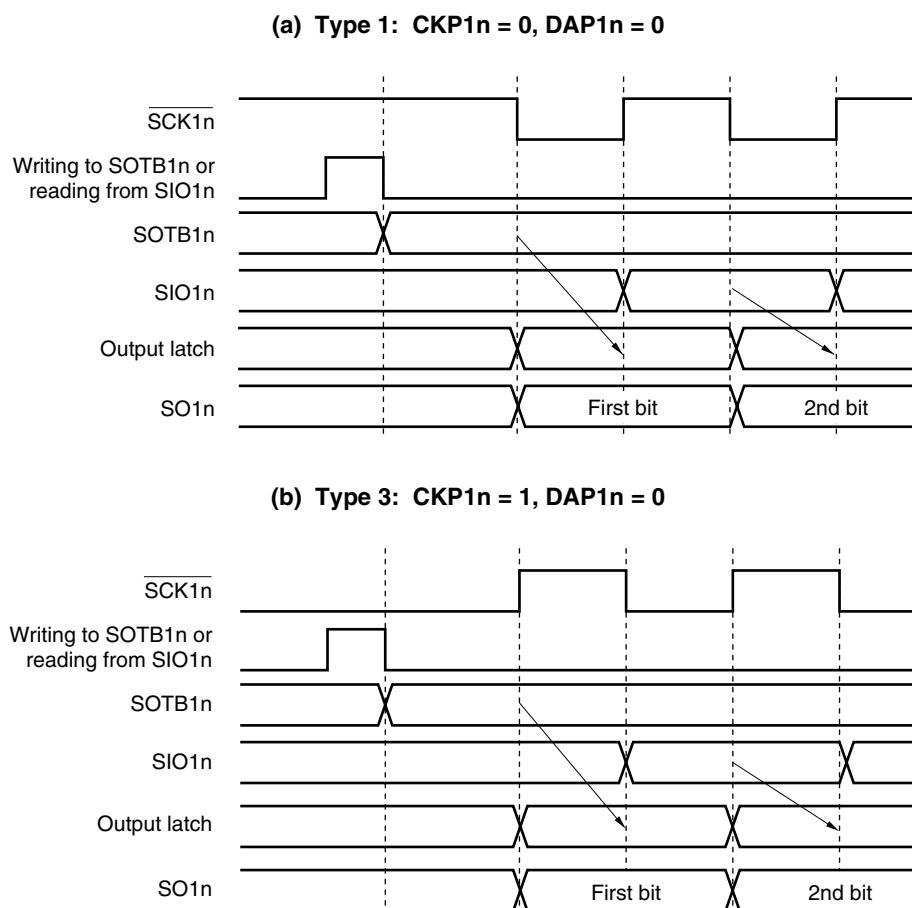 (a) Type 1: CKP1n = 0, DAP1n = 0
SCK1n
Writing to SOTB1n or
reading from SIO1n
SOTB1n
SIO1n
Output latch
SO1n
First bit
2nd bit
(b) Type 3: CKP1n = 1, DAP1n = 0
SCK1n
Writing to SOTB1n or
reading from SIO1n
SOTB1n
SIO1n
Output latch
SO1n
First bit
2nd bit